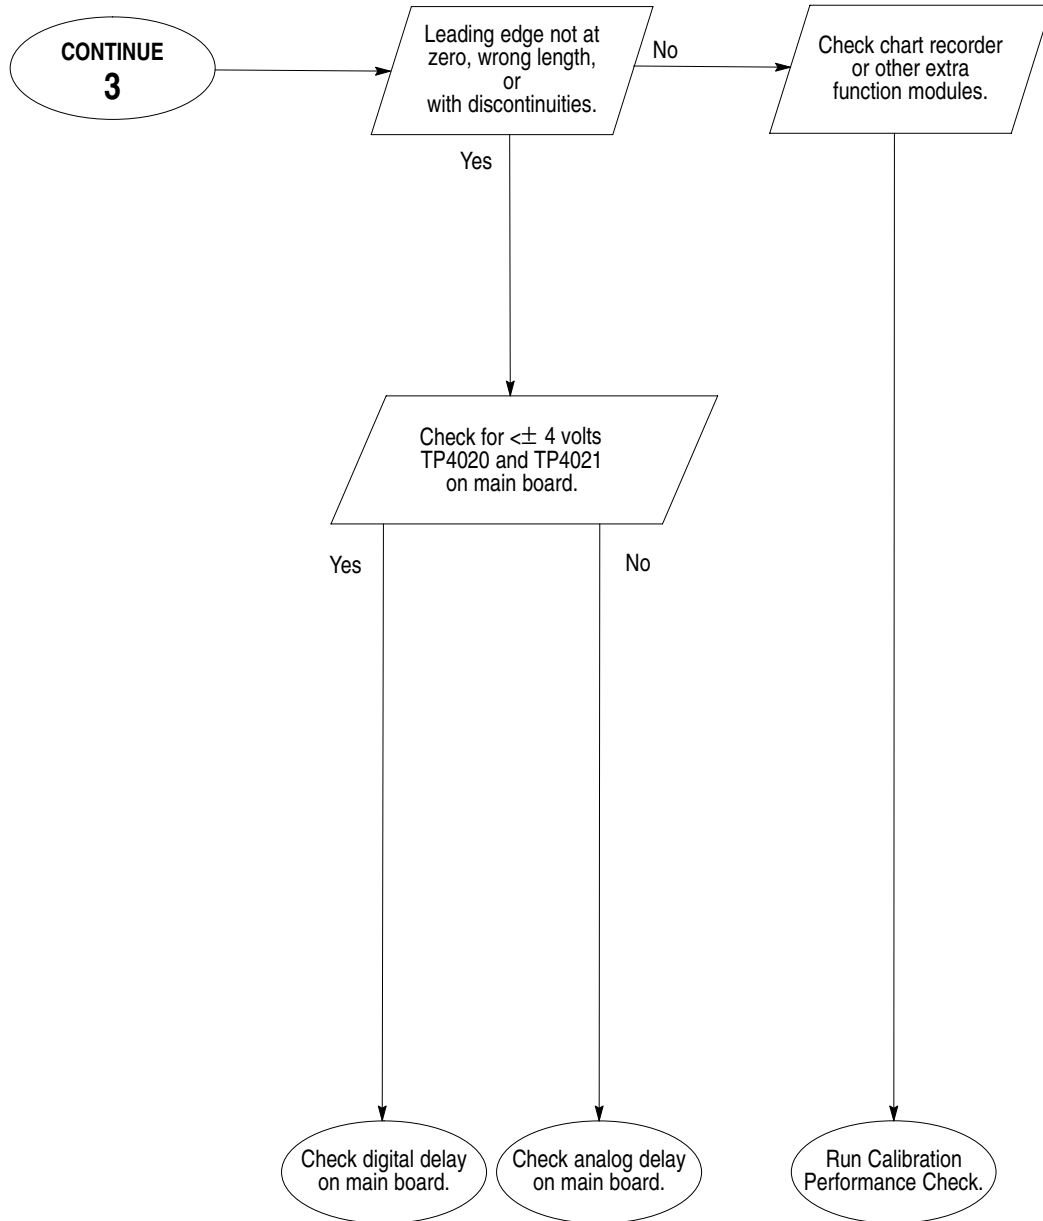 CONTINUE
3
Leading edge not at
zero, wrong length,
or
with discontinuities.
No
Check chart recorder
or other extra
function modules.
Yes
Check for <± 4 volts
TP4020 and TP4021
on main board.
Yes
No
Check digital delay
on main board.
Check analog delay
on main board.
Run Calibration
Performance Check.